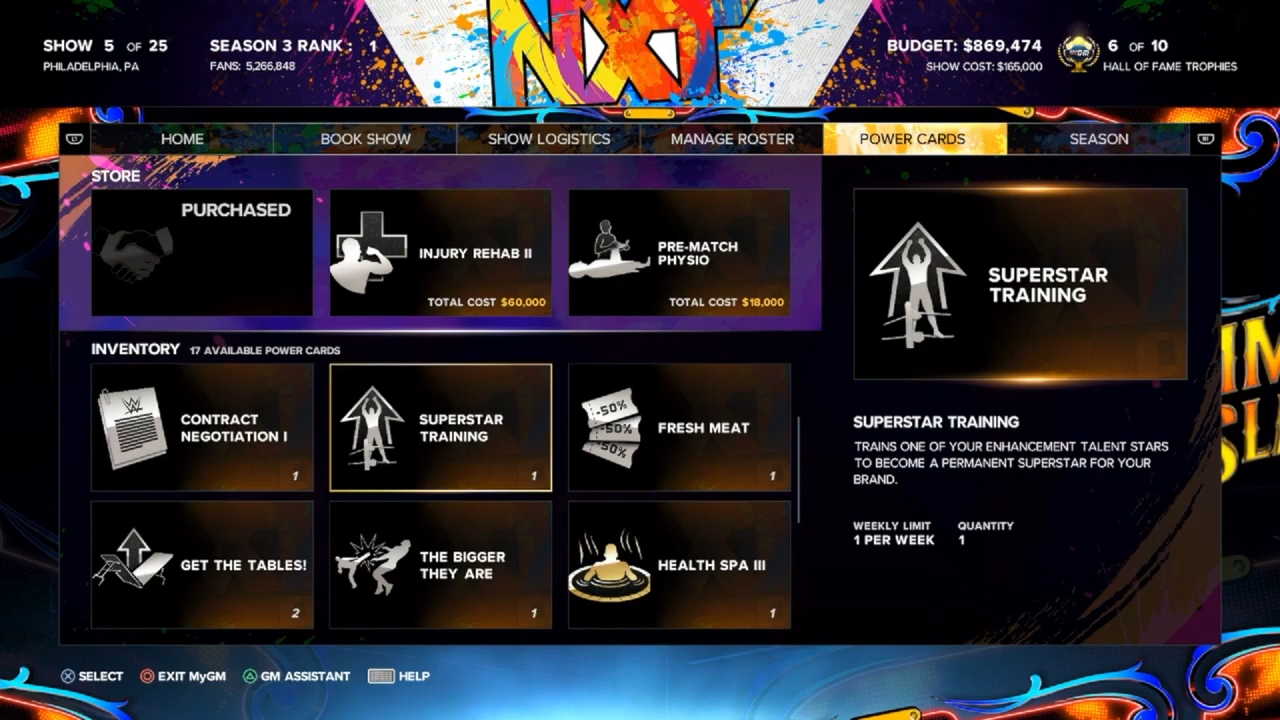 NXT
SHOW 5 OF 25
PHILADELPHIA, PA
SEASON 3 RANK : 1
FANS: 5,266,848
BUDGET: $869,474
SHOW COST: $165,000
6 OF 10
HALL OF FAME TROPHIES
HOME
BOOK SHOW
SHOW LOGISTICS
MANAGE ROSTER
POWER CARDS
SEASON
STORE
PURCHASED
INJURY REHAB II
TOTAL COST $60,000
PRE-MATCH
PHYSIO
TOTAL COST $18,000
INVENTORY 17 AVAILABLE POWER CARDS
CONTRACT
NEGOTIATION I
1
SUPERSTAR
TRAINING
1
-50%
-50%
-50%
FRESH MEAT
1
GET THE TABLES!
2
THE BIGGER
THEY ARE
1
HEALTH SPA III
1
SUPERSTAR
TRAINING
SUPERSTAR TRAINING
TRAINS ONE OF YOUR ENHANCEMENT TALENT STARS
TO BECOME A PERMANENT SUPERSTAR FOR YOUR
BRAND.
WEEKLY LIMIT QUANTITY
1 PER WEEK 1
SELECT EXIT MyGM GM ASSISTANT HELP